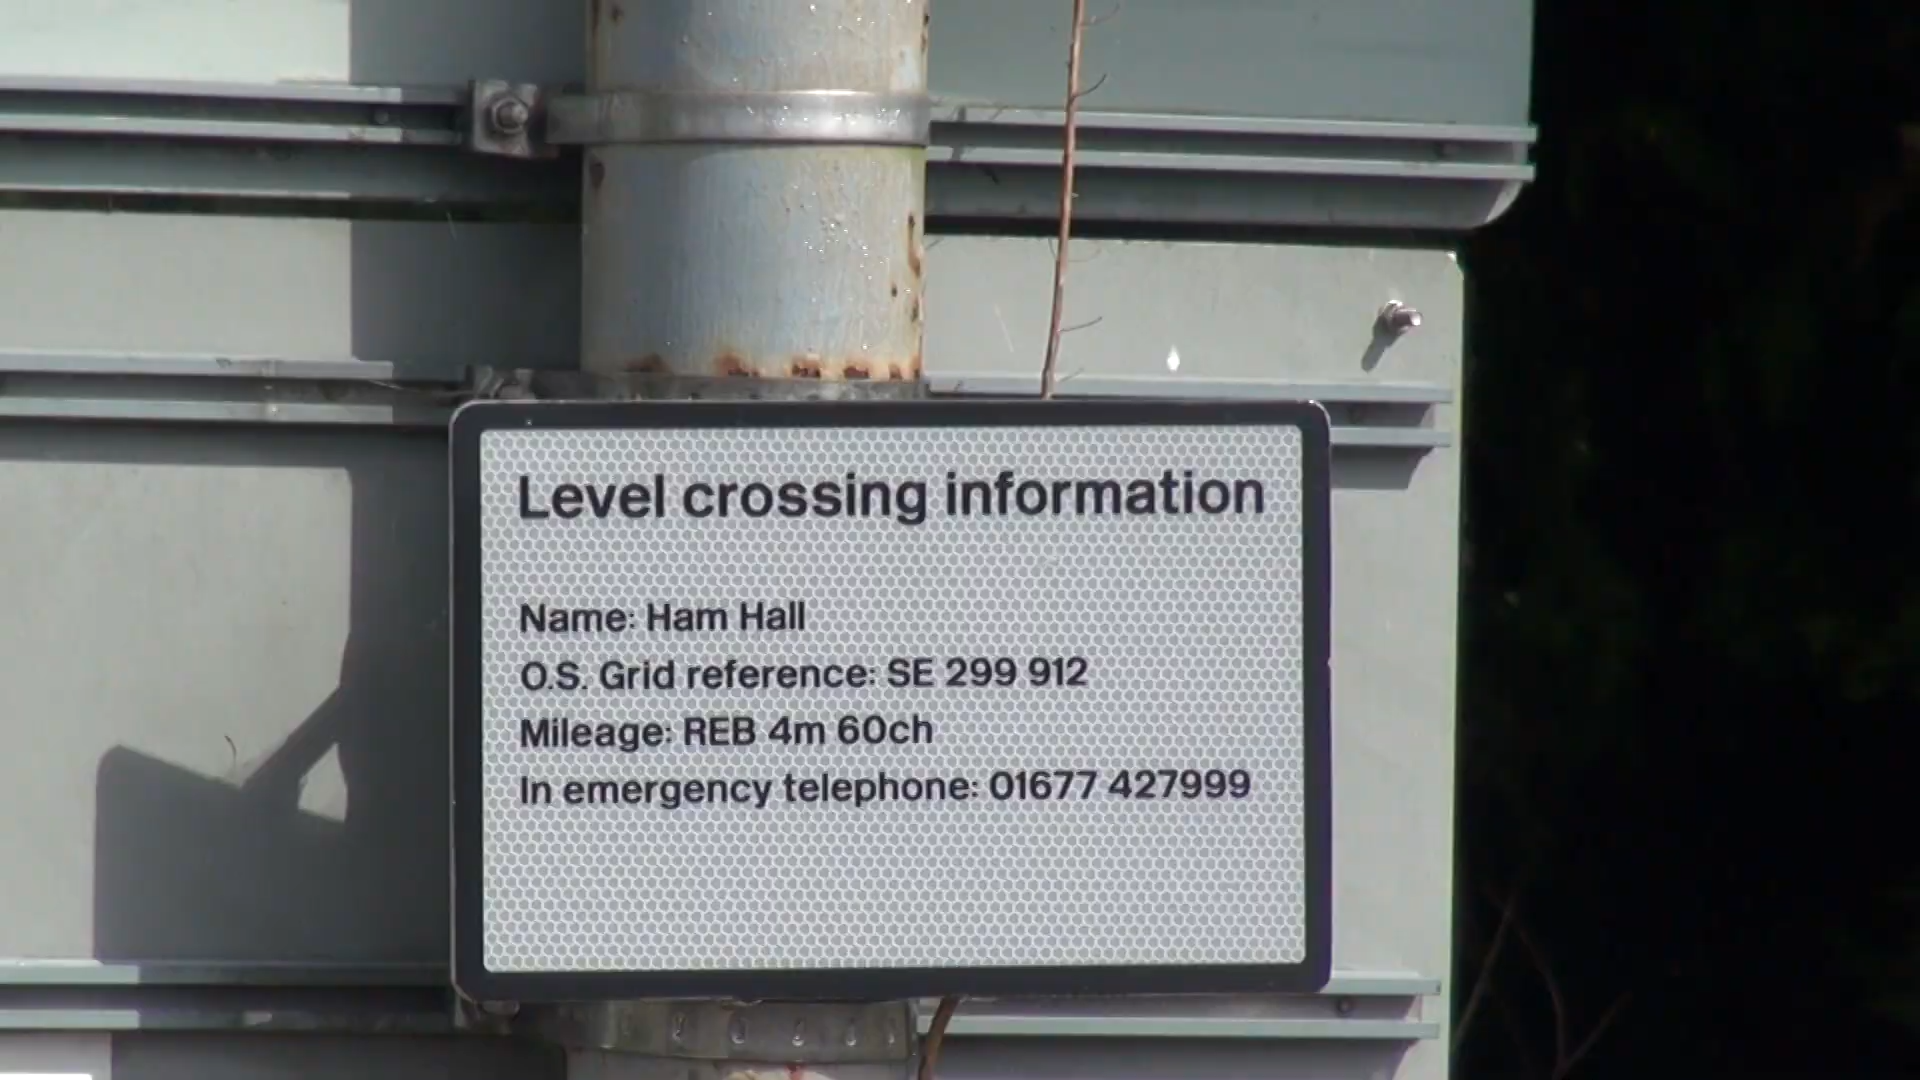 Level crossing information
Name: Ham Hall
O.S. Grid reference: SE 299 912
Mileage: REB 4m 60ch
In emergency telephone: 01677 427999